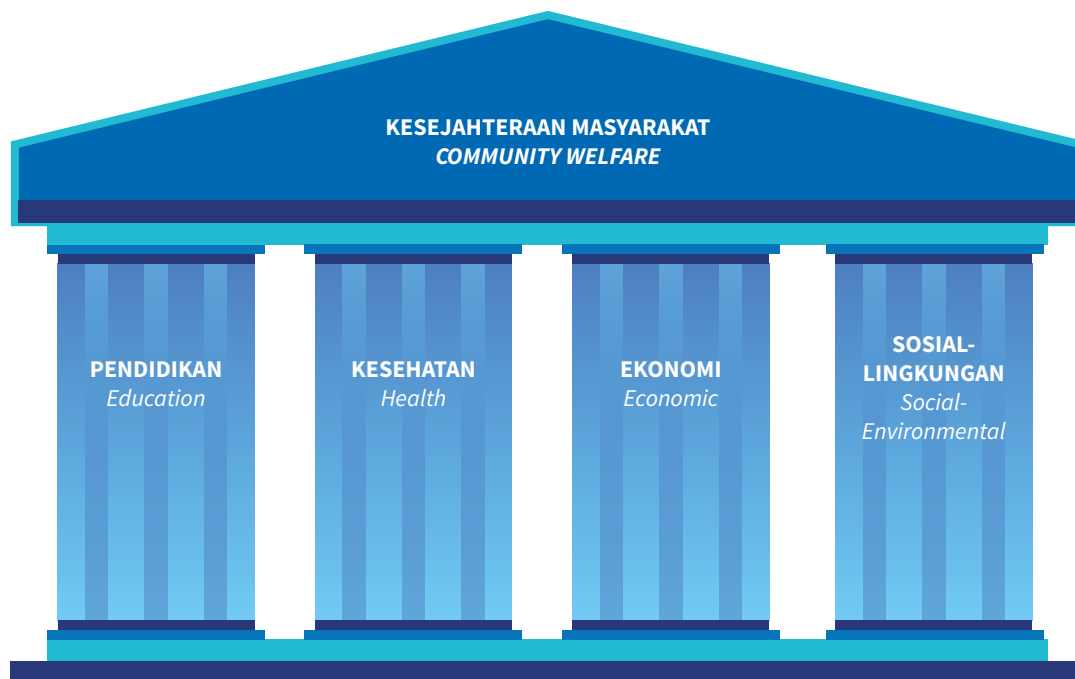 KESEJAHTERAAN MASYARAKAT
COMMUNITY WELFARE
PENDIDIKAN
Education
KESEHATAN
Health
EKONOMI
Economic
SOSIAL-
LINGKUNGAN
Social-
Environmental